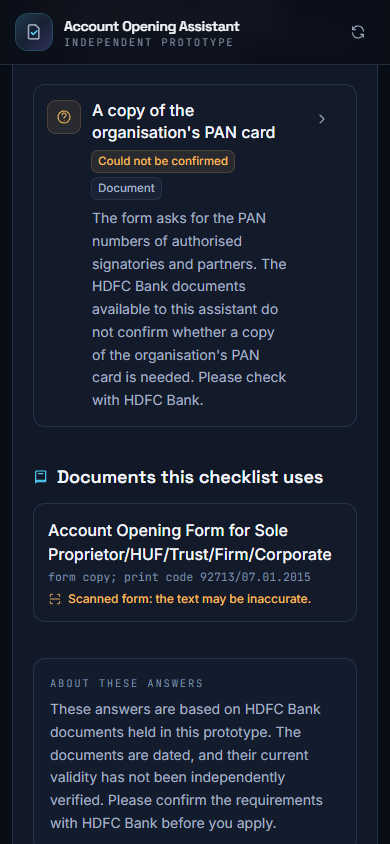 Account Opening Assistant
INDEPENDENT PROTOTYPE
A copy of the
organisation's PAN card
Could not be confirmed
Document
The form asks for the PAN
numbers of authorised
signatories and partners. The
HDFC Bank documents
available to this assistant do
not confirm whether a copy
of the organisation's PAN
card is needed. Please check
with HDFC Bank.
Documents this checklist uses
Account Opening Form for Sole
Proprietor/HUF/Trust/Firm/Corporate
form copy; print code 92713/07.01.2015
Scanned form: the text may be inaccurate.
ABOUT THESE ANSWERS
These answers are based on HDFC Bank
documents held in this prototype. The
documents are dated, and their current
validity has not been independently
verified. Please confirm the requirements
with HDFC Bank before you apply.